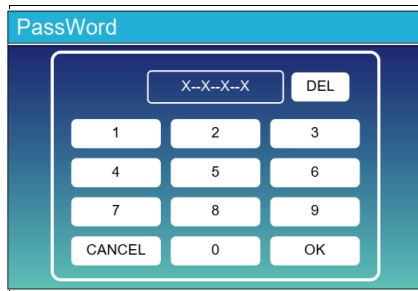 PassWord
X--X--X--X DEL
1 2 3
4 5 6
7 8 9
CANCEL 0 OK